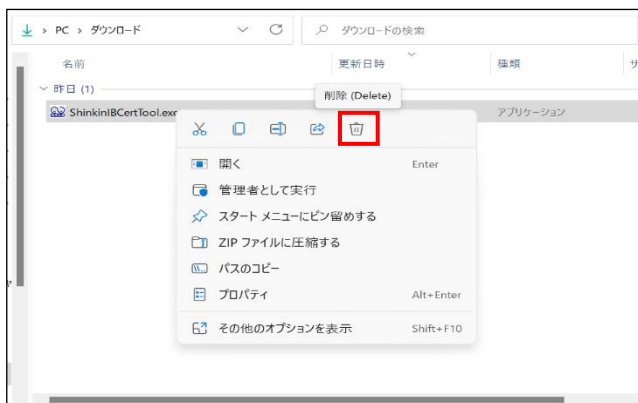 PC > ダウンロード
ダウンロードの検索
名前 更新日時 種類 サ
昨日 (1)
削除 (Delete)
ShinkinIBCertTool.exe アプリケーション
開く Enter
管理者として実行
スタート メニューにピン留めする
ZIP ファイルに圧縮する
パスのコピー
プロパティ Alt+Enter
その他のオプションを表示 Shift+F10